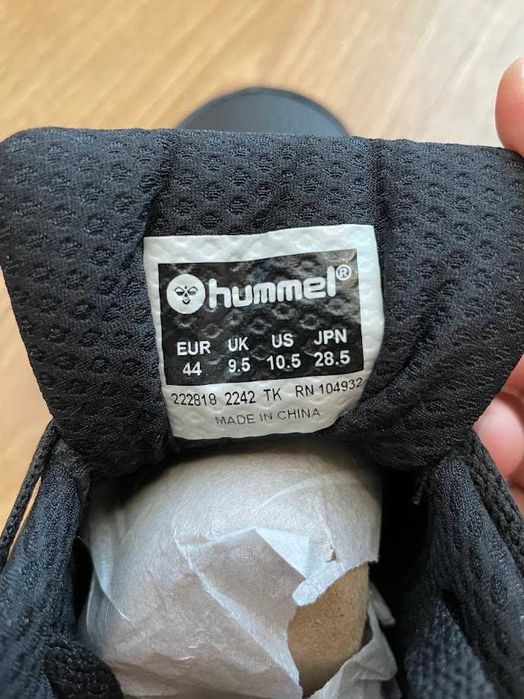 hummel®
EUR UK US JPN
44 9.5 10.5 28.5
222818 2242 TK RN 104932
MADE IN CHINA